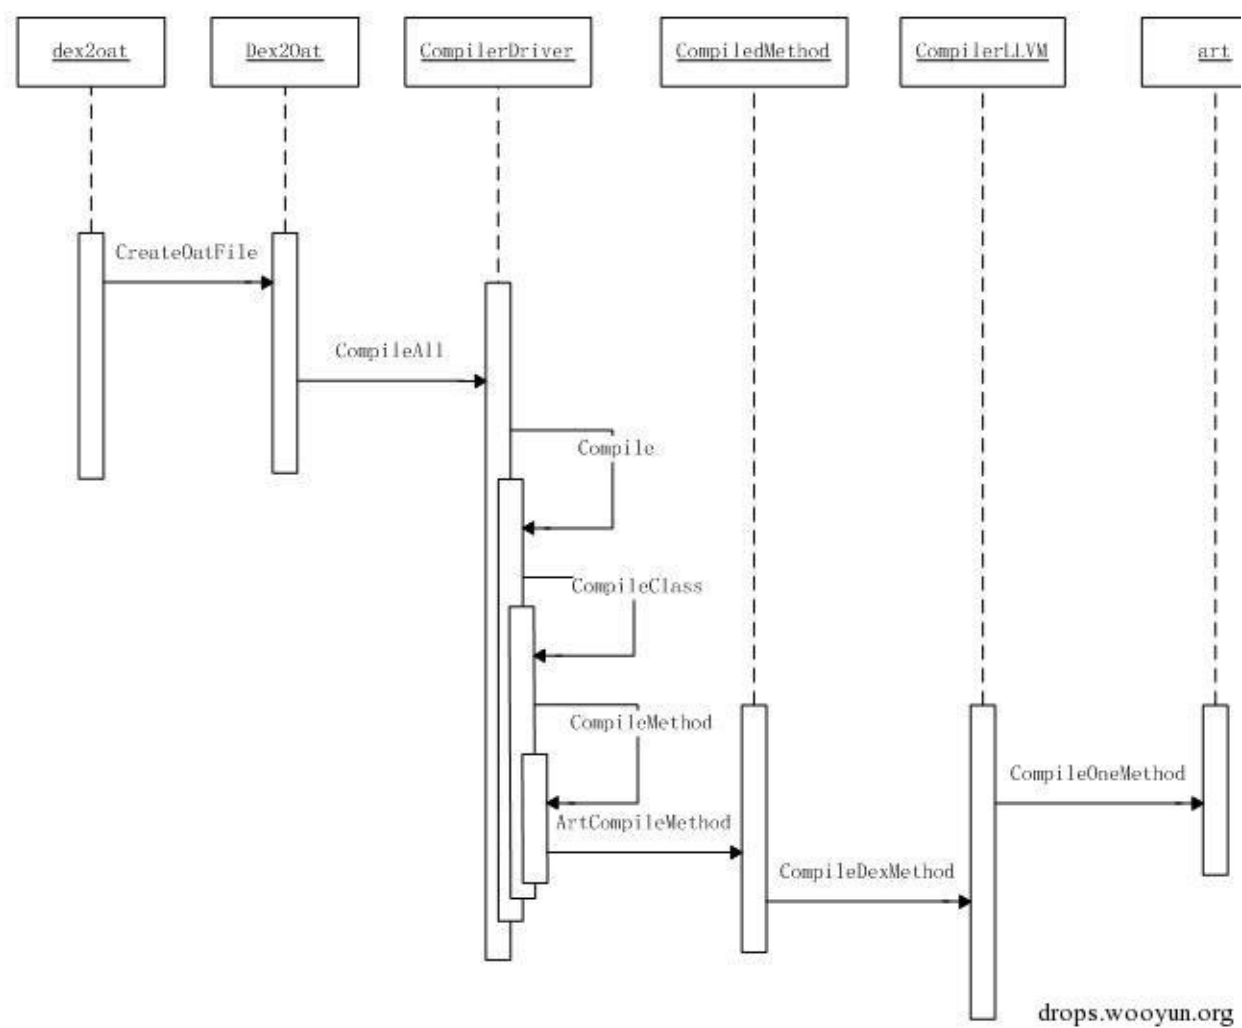 dex2oat
Dex2Oat
CompilerDriver
CompiledMethod
CompilerLLVM
art
CreateOatFile
CompileAll
Compile
CompileClass
CompileMethod
CompileOneMethod
ArtCompileMethod
CompileDexMethod
drops.wooyun.org